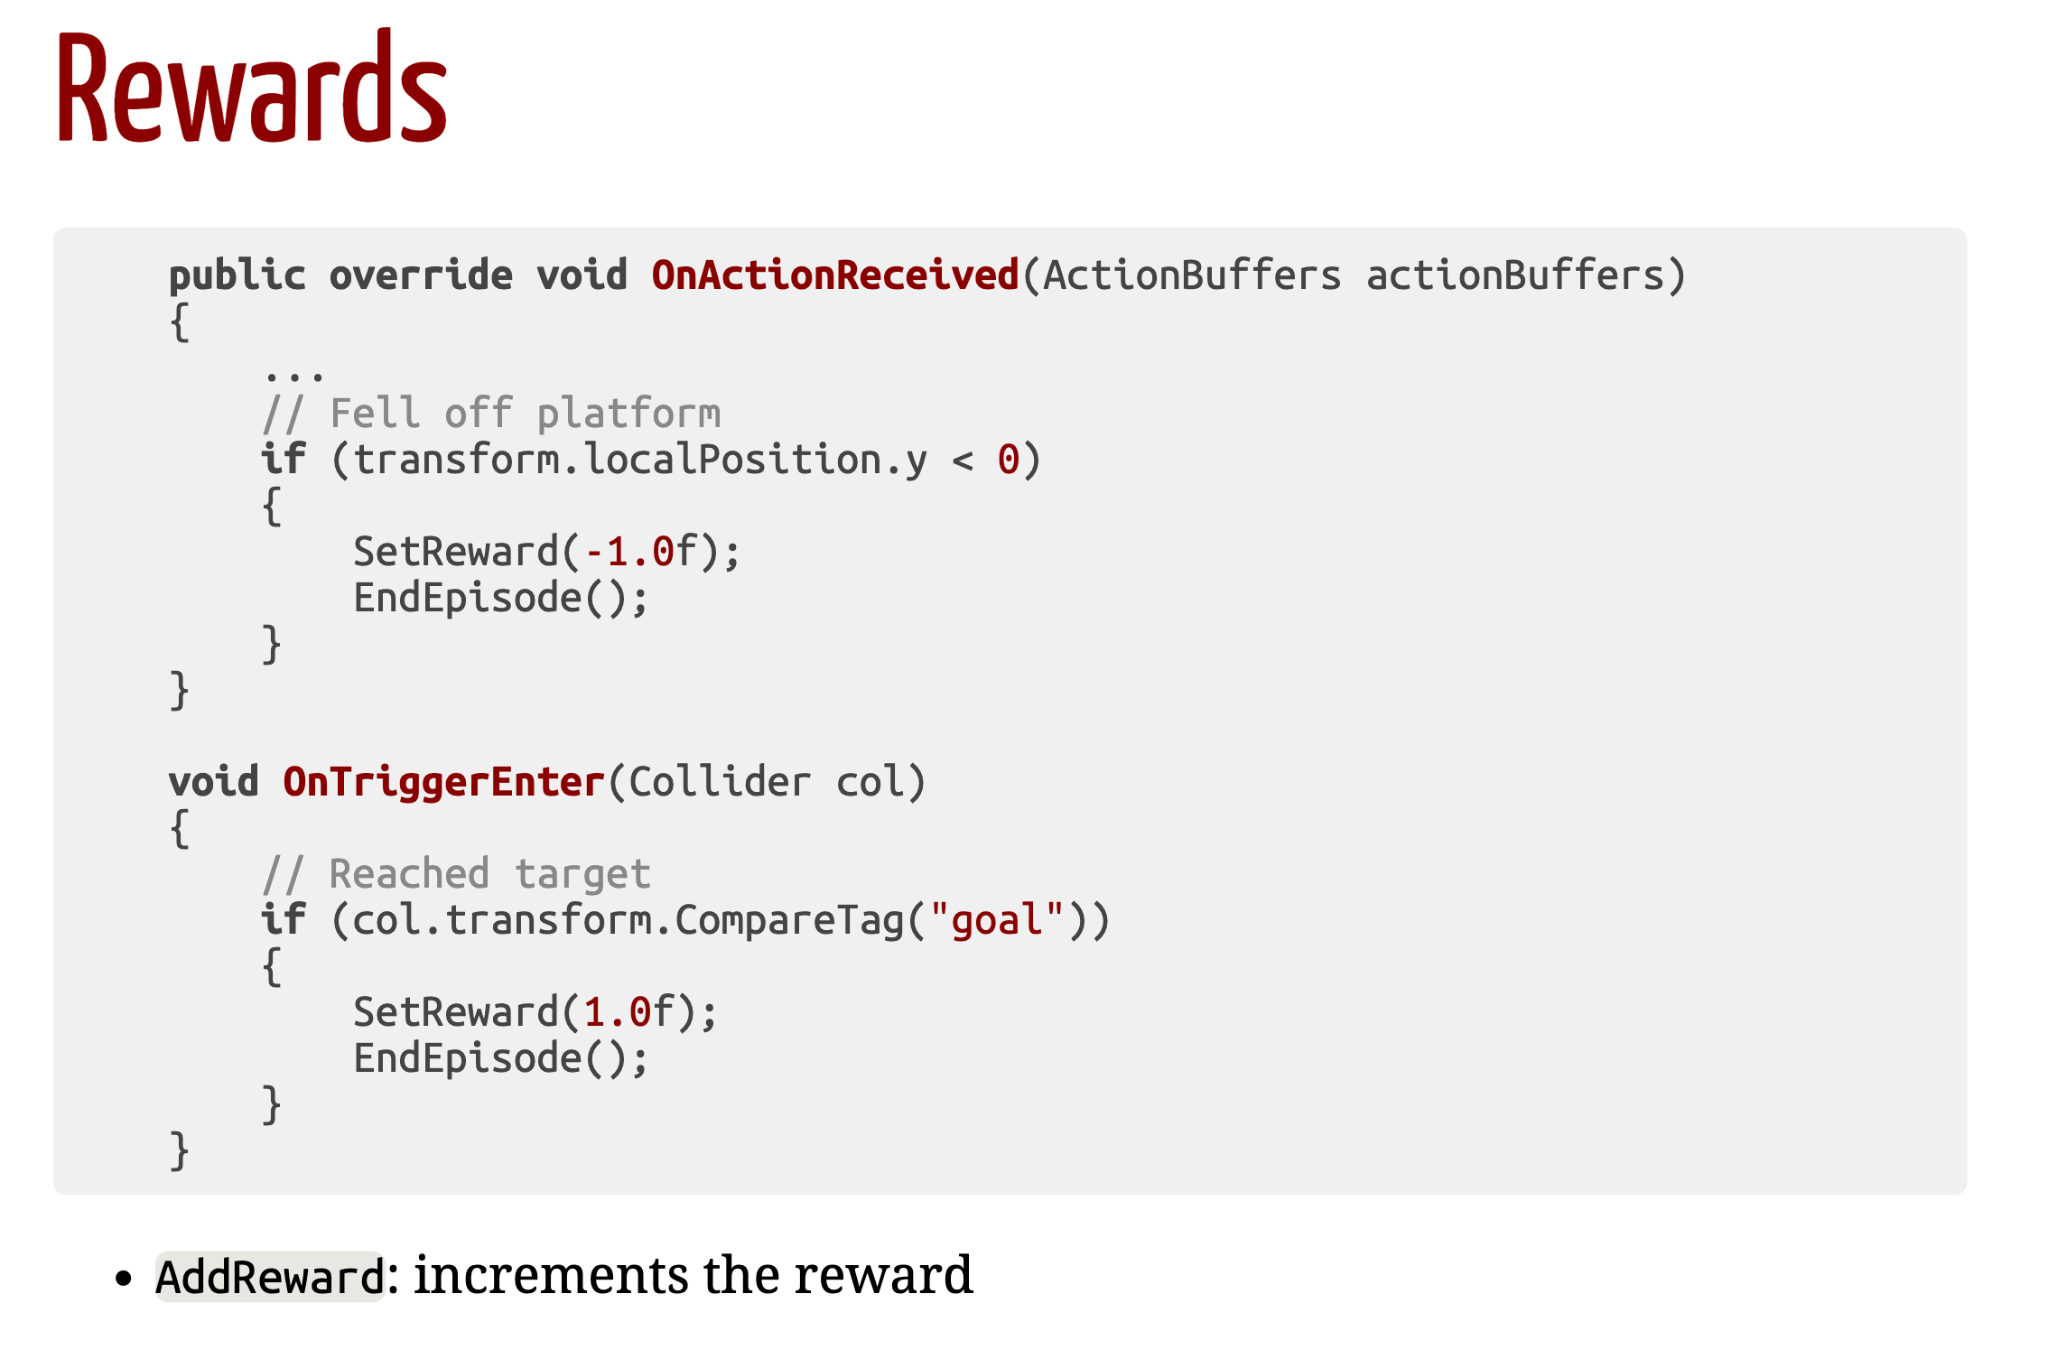 Rewards
public override void OnActionReceived(ActionBuffers actionBuffers)
{
    ...
    // Fell off platform
    if (transform.localPosition.y < 0)
    {
        SetReward(-1.0f);
        EndEpisode();
    }
}

void OnTriggerEnter(Collider col)
{
    // Reached target
    if (col.transform.CompareTag("goal"))
    {
        SetReward(1.0f);
        EndEpisode();
    }
}
• AddReward: increments the reward